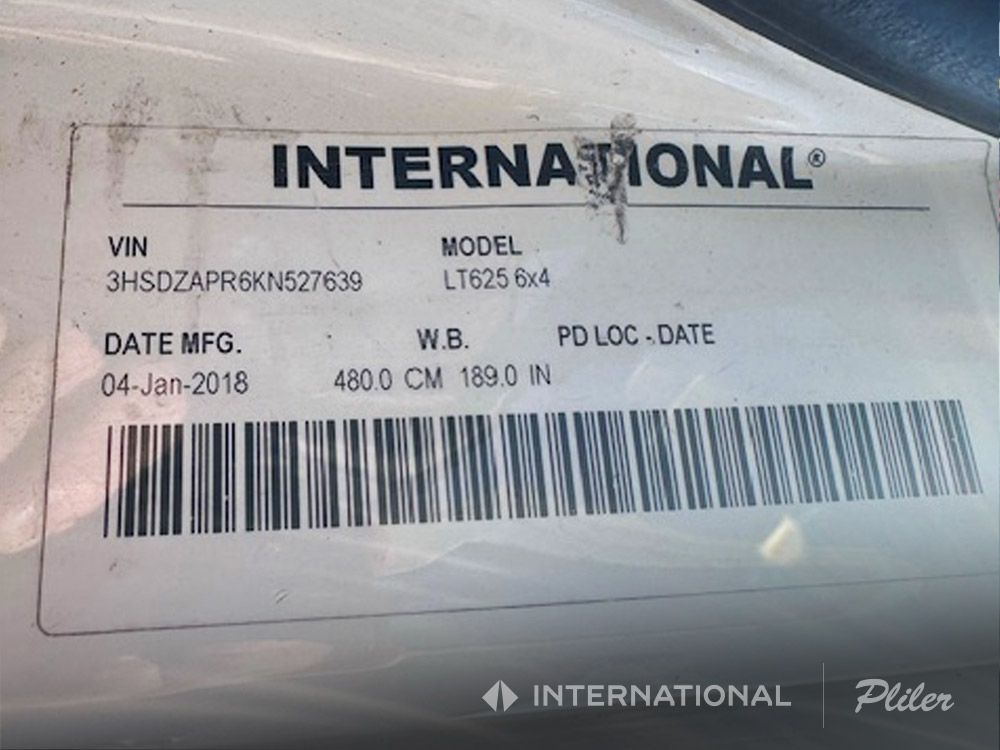 INTERNATIONAL®
VIN MODEL
3HSDZAPR6KN527639 LT625 6x4
DATE MFG. W.B. PD LOC - DATE
04-Jan-2018 480.0 CM 189.0 IN
INTERNATIONAL Pliler